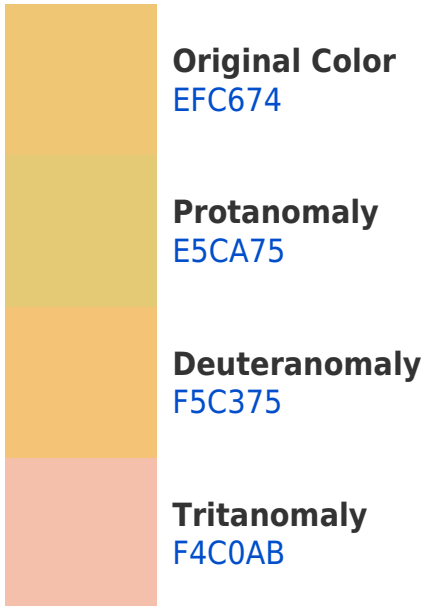 Original Color
EFC674
Protanomaly
E5CA75
Deuteranomaly
F5C375
Tritanomaly
F4C0AB